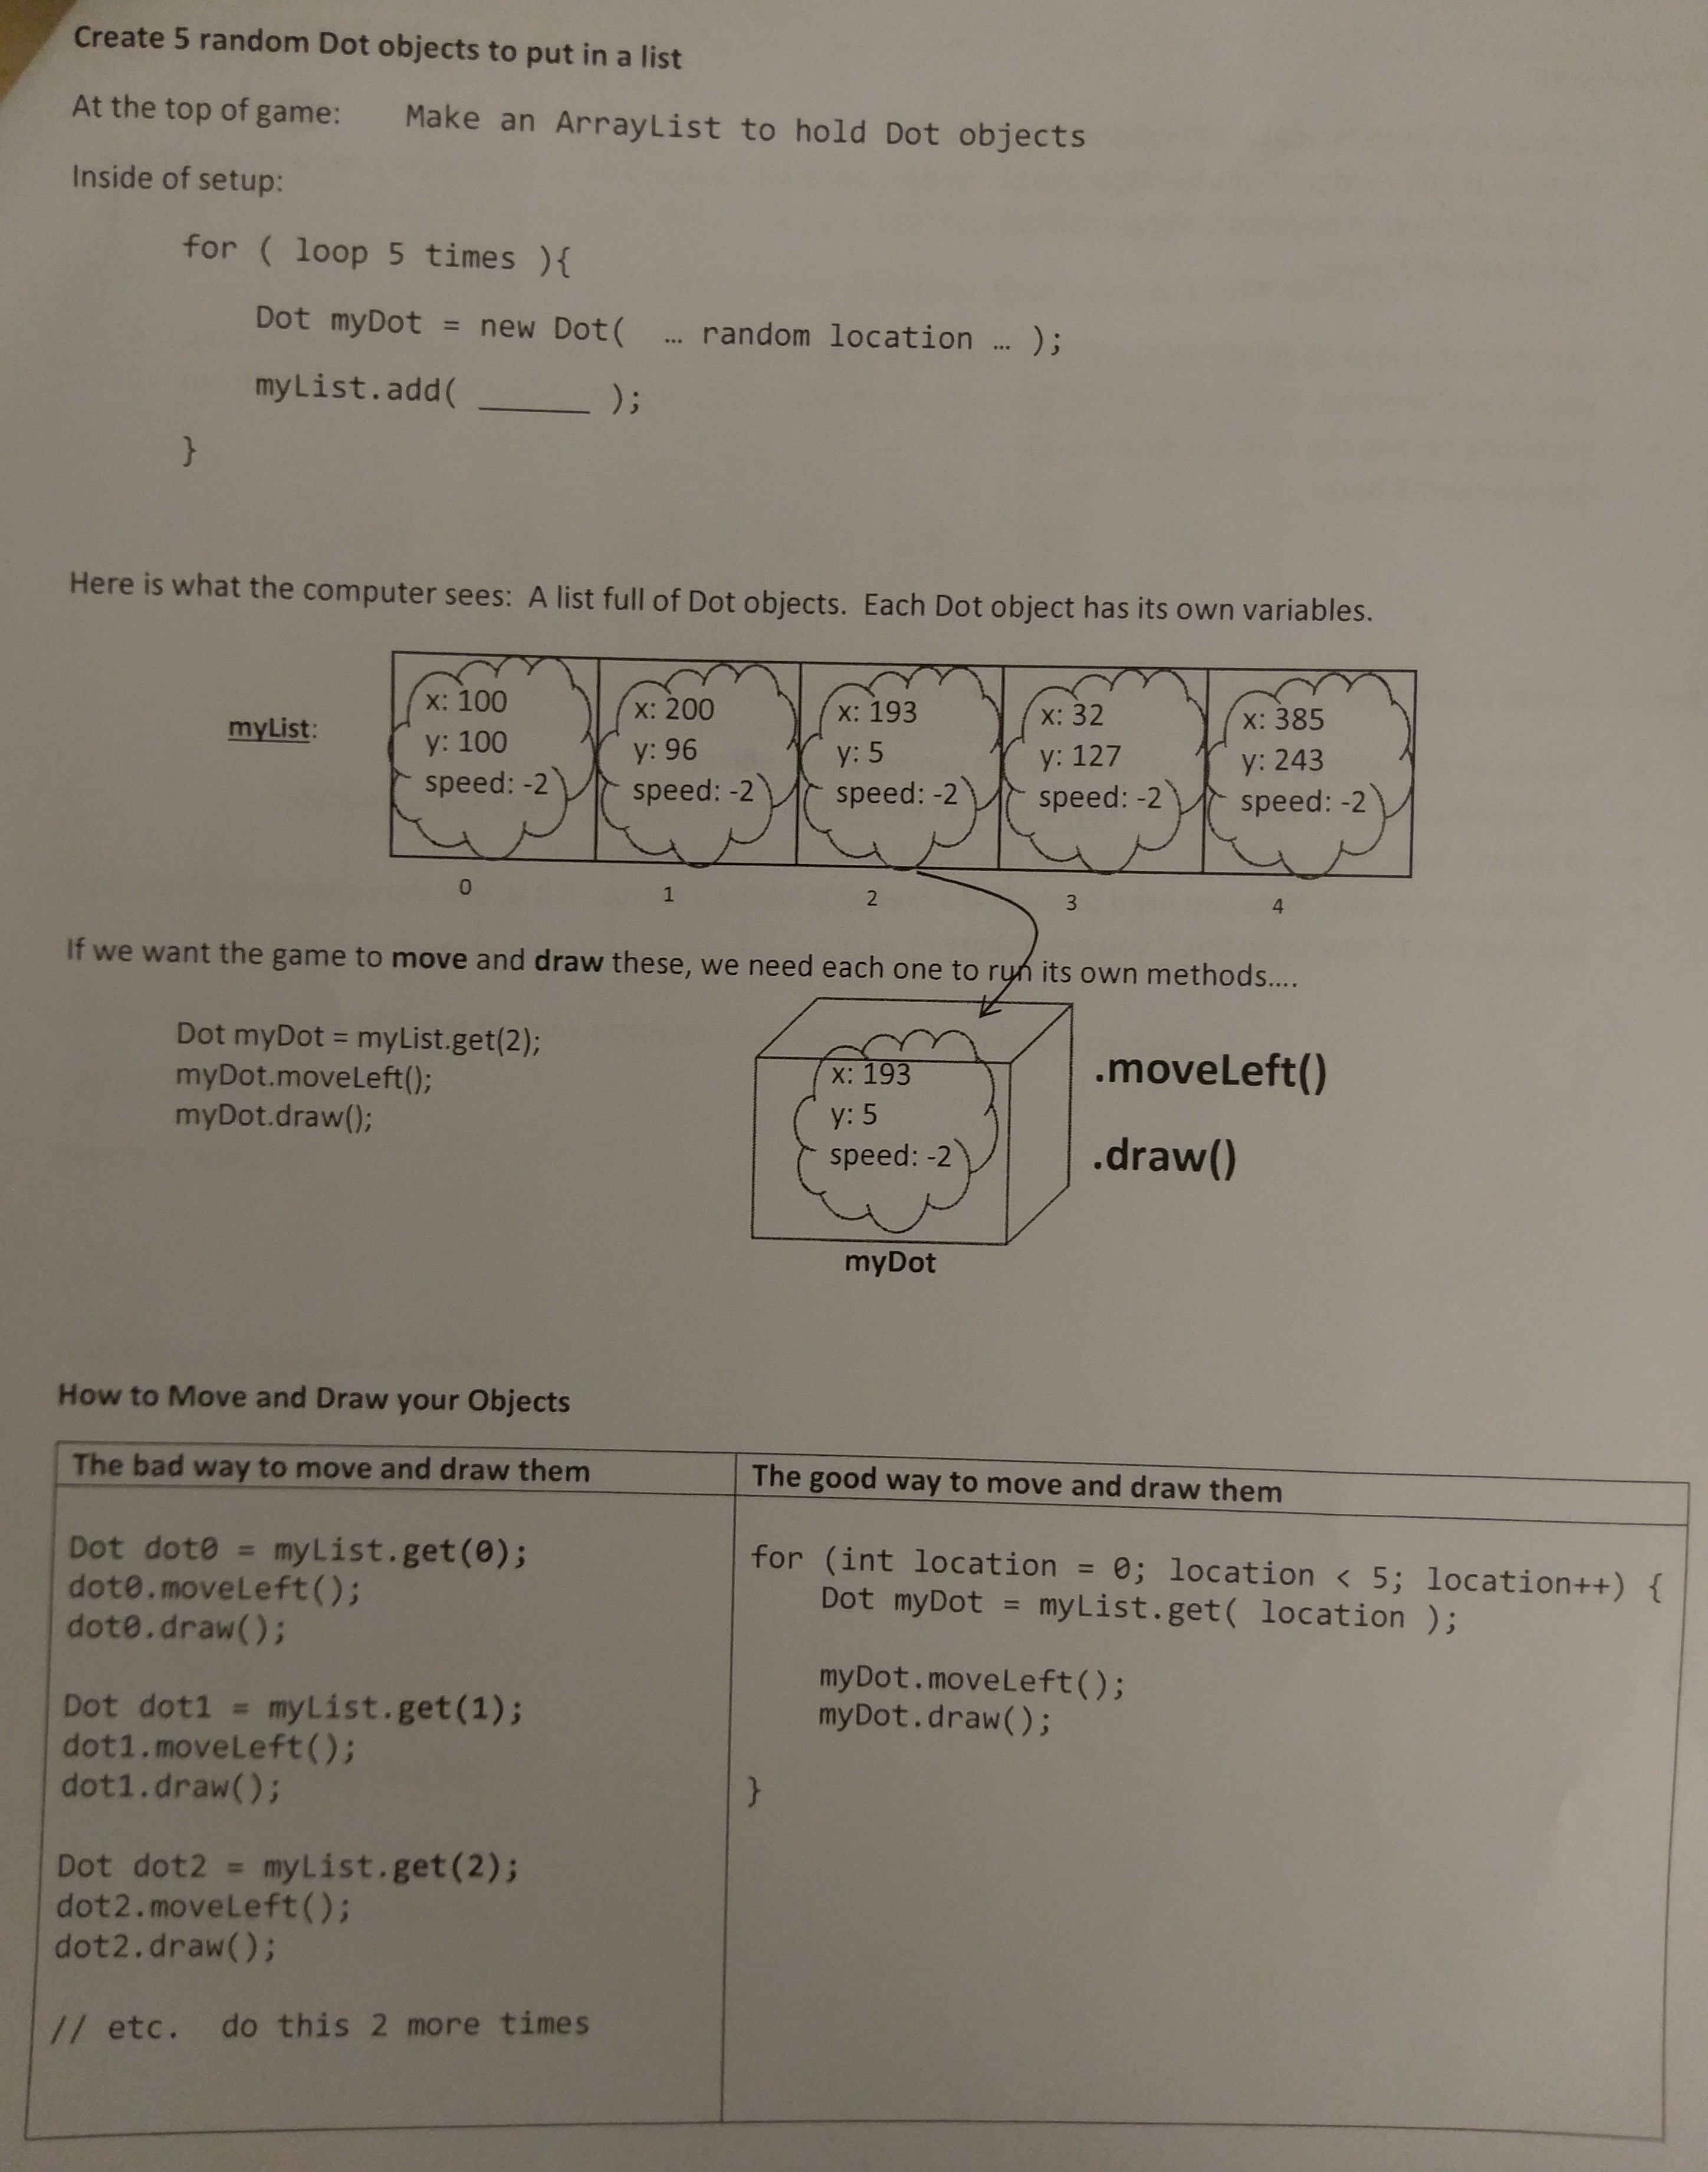 Create 5 random Dot objects to put in a list
At the top of game: Make an ArrayList to hold Dot objects
Inside of setup:
for ( loop 5 times ){
Dot myDot = new Dot( … random location … );
myList.add( ______ );
}
Here is what the computer sees: A list full of Dot objects. Each Dot object has its own variables.
myList:
x: 100
y: 100
speed: -2
x: 200
y: 96
speed: -2
x: 193
y: 5
speed: -2
x: 32
y: 127
speed: -2
x: 385
y: 243
speed: -2
0 1 2 3 4
If we want the game to move and draw these, we need each one to run its own methods....
Dot myDot = myList.get(2);
myDot.moveLeft();
myDot.draw();
x: 193
y: 5
speed: -2
myDot
.moveLeft()
.draw()
How to Move and Draw your Objects
The bad way to move and draw them
Dot dot0 = myList.get(0);
dot0.moveLeft();
dot0.draw();
Dot dot1 = myList.get(1);
dot1.moveLeft();
dot1.draw();
Dot dot2 = myList.get(2);
dot2.moveLeft();
dot2.draw();
// etc. do this 2 more times
The good way to move and draw them
for (int location = 0; location < 5; location++) {
Dot myDot = myList.get( location );
myDot.moveLeft();
myDot.draw();
}